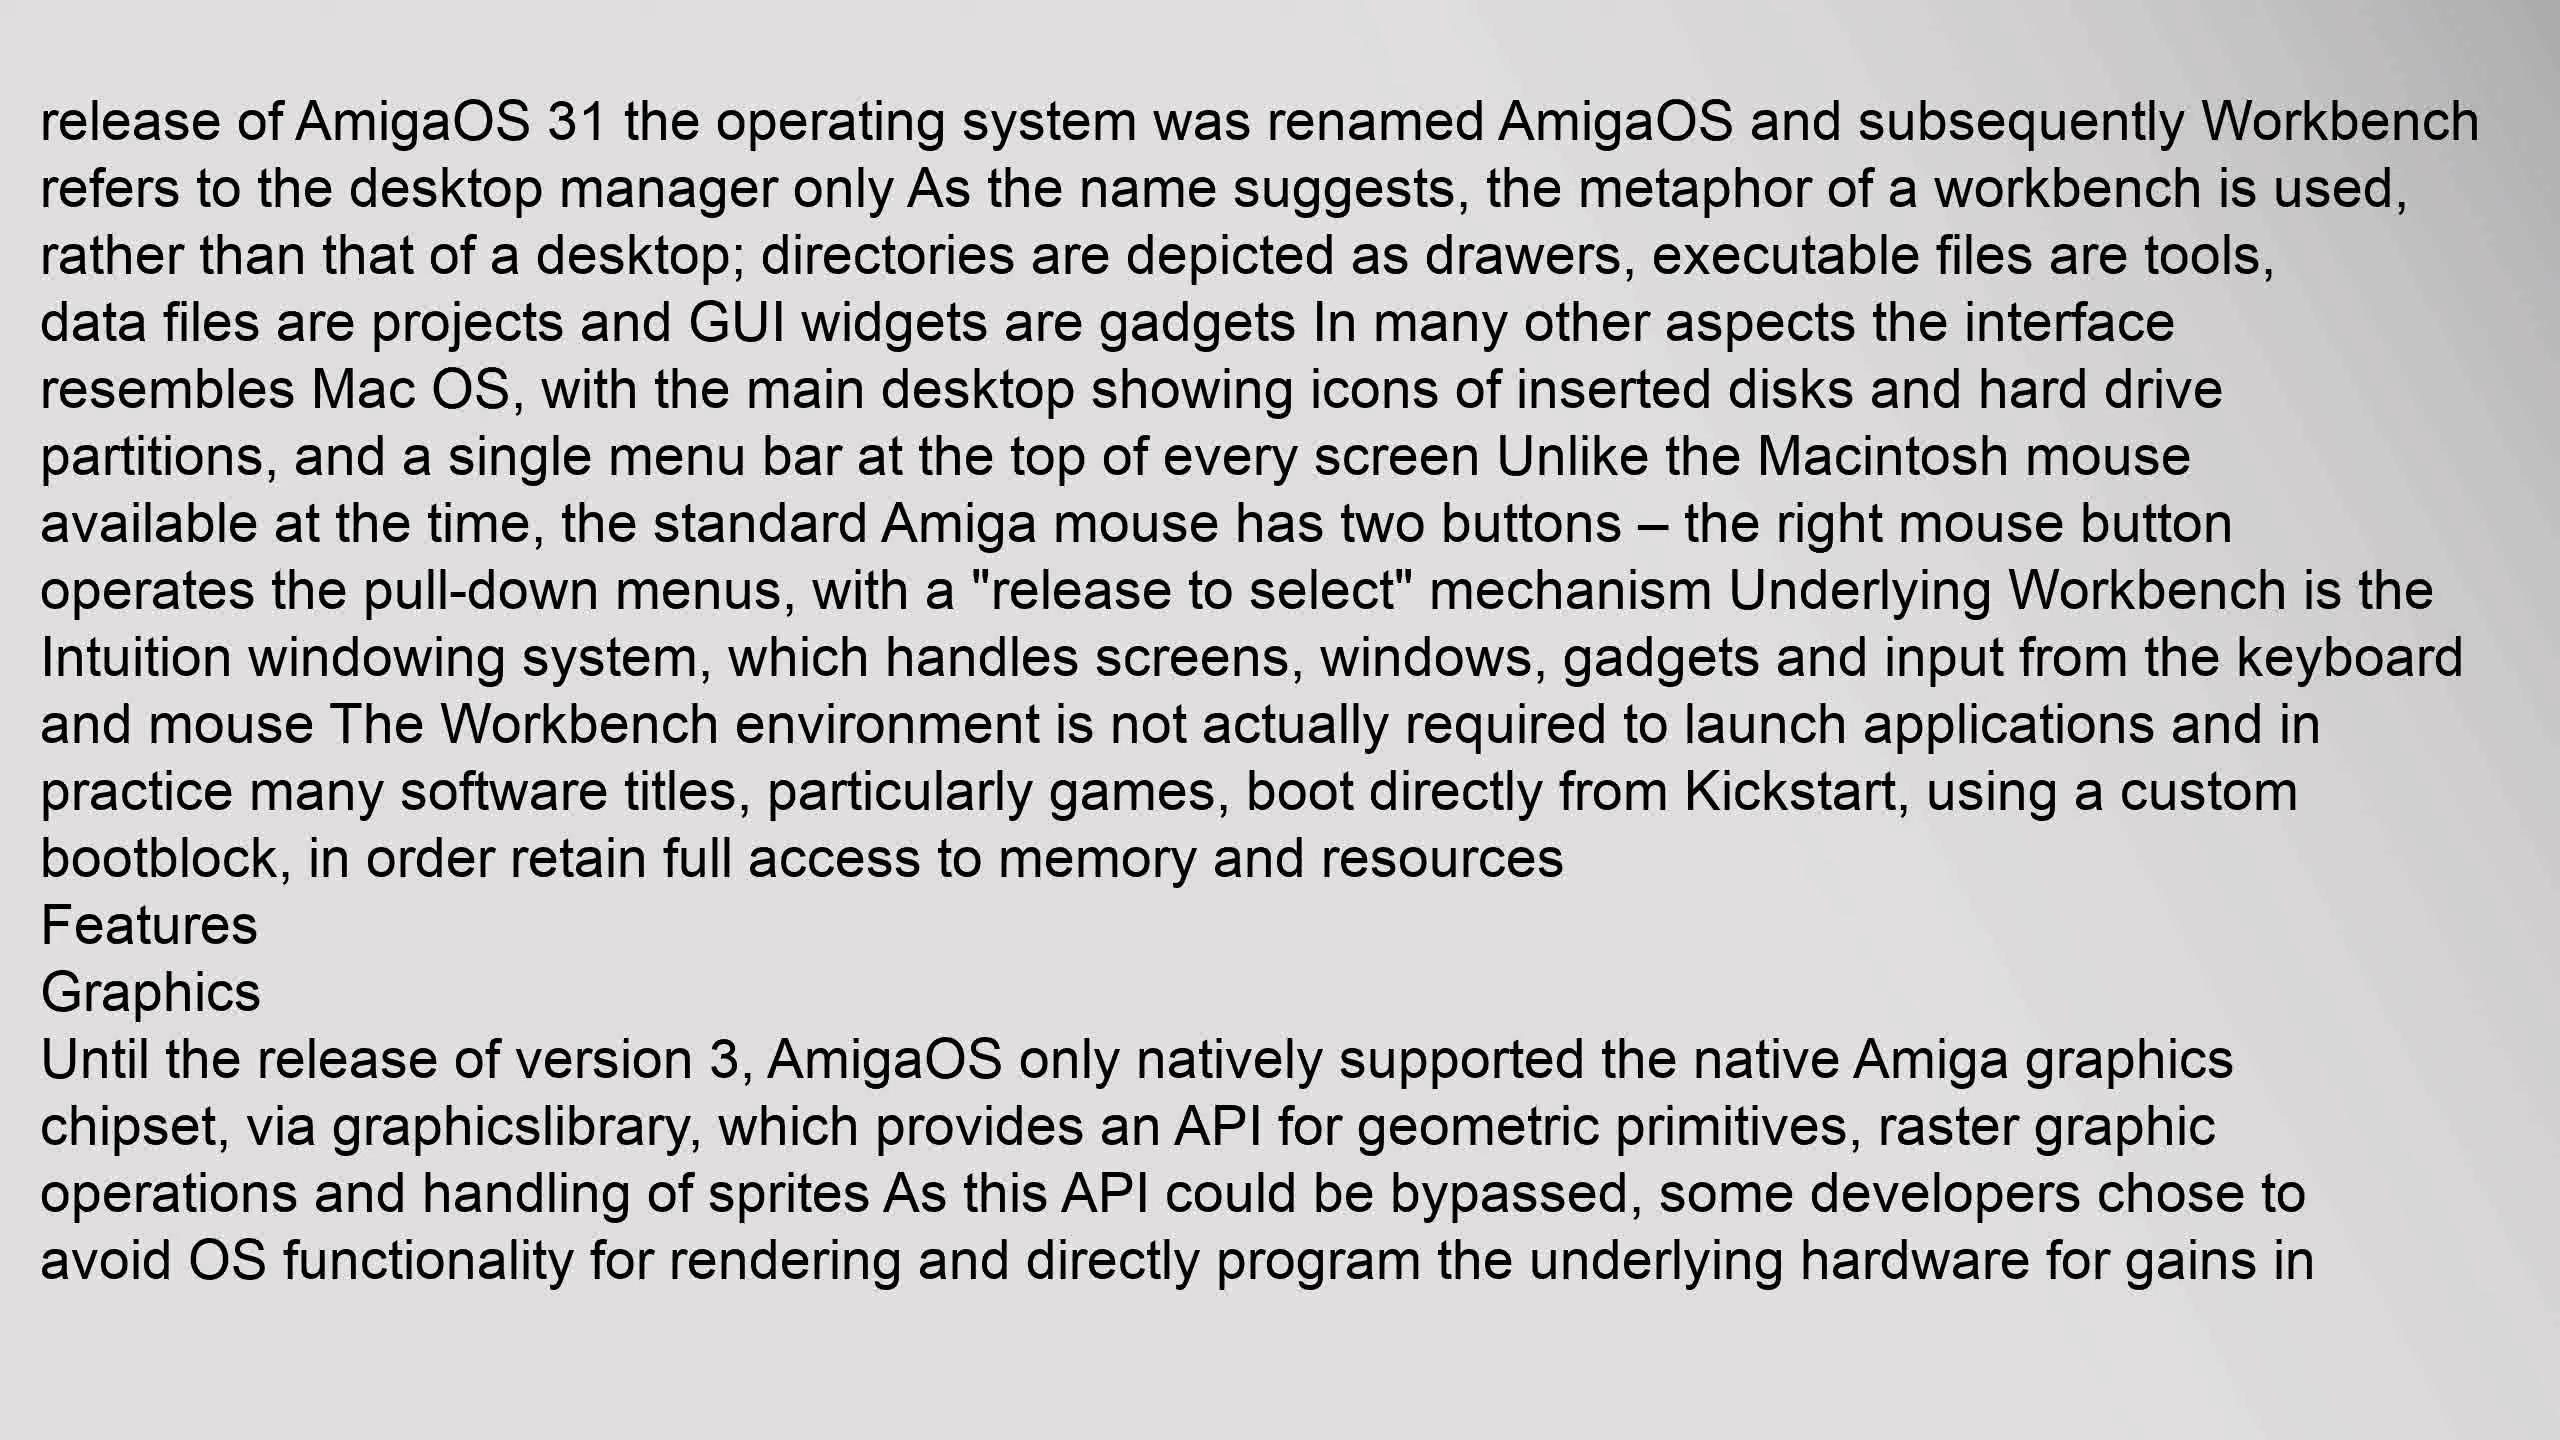 release of AmigaOS 31 the operating system was renamed AmigaOS and subsequently Workbench
refers to the desktop manager only As the name suggests, the metaphor of a workbench is used,
rather than that of a desktop; directories are depicted as drawers, executable files are tools,
data files are projects and GUI widgets are gadgets In many other aspects the interface
resembles Mac OS, with the main desktop showing icons of inserted disks and hard drive
partitions, and a single menu bar at the top of every screen Unlike the Macintosh mouse
available at the time, the standard Amiga mouse has two buttons – the right mouse button
operates the pull-down menus, with a "release to select" mechanism Underlying Workbench is the
Intuition windowing system, which handles screens, windows, gadgets and input from the keyboard
and mouse The Workbench environment is not actually required to launch applications and in
practice many software titles, particularly games, boot directly from Kickstart, using a custom
bootblock, in order retain full access to memory and resources
Features
Graphics
Until the release of version 3, AmigaOS only natively supported the native Amiga graphics
chipset, via graphicslibrary, which provides an API for geometric primitives, raster graphic
operations and handling of sprites As this API could be bypassed, some developers chose to
avoid OS functionality for rendering and directly program the underlying hardware for gains in